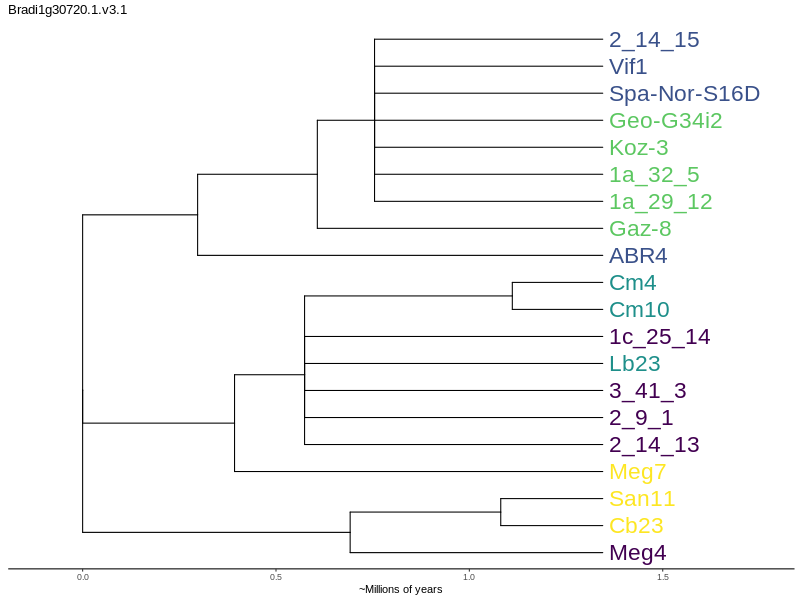 Bradi1g30720.1.v3.1
2_14_15
Vif1
Spa-Nor-S16D
Geo-G34i2
Koz-3
1a_32_5
1a_29_12
Gaz-8
ABR4
Cm4
Cm10
1c_25_14
Lb23
3_41_3
2_9_1
2_14_13
Meg7
San11
Cb23
Meg4
0.0 0.5 1.0 1.5
~Millions of years